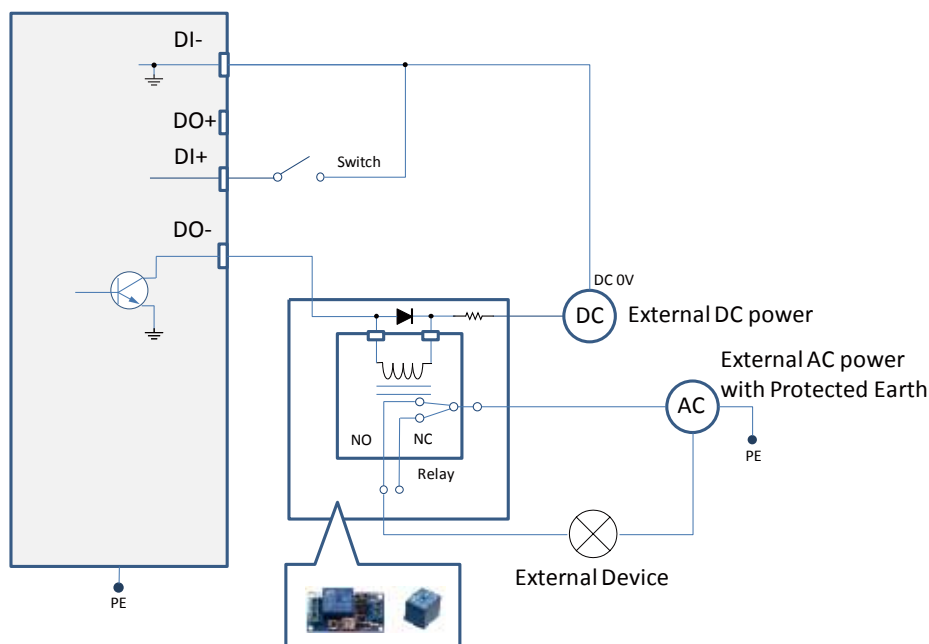 DI-
DO+
DI+
Switch
DO-
DC 0V
DC
External DC power
External AC power
with Protected Earth
AC
PE
NO
NC
Relay
External Device
PE